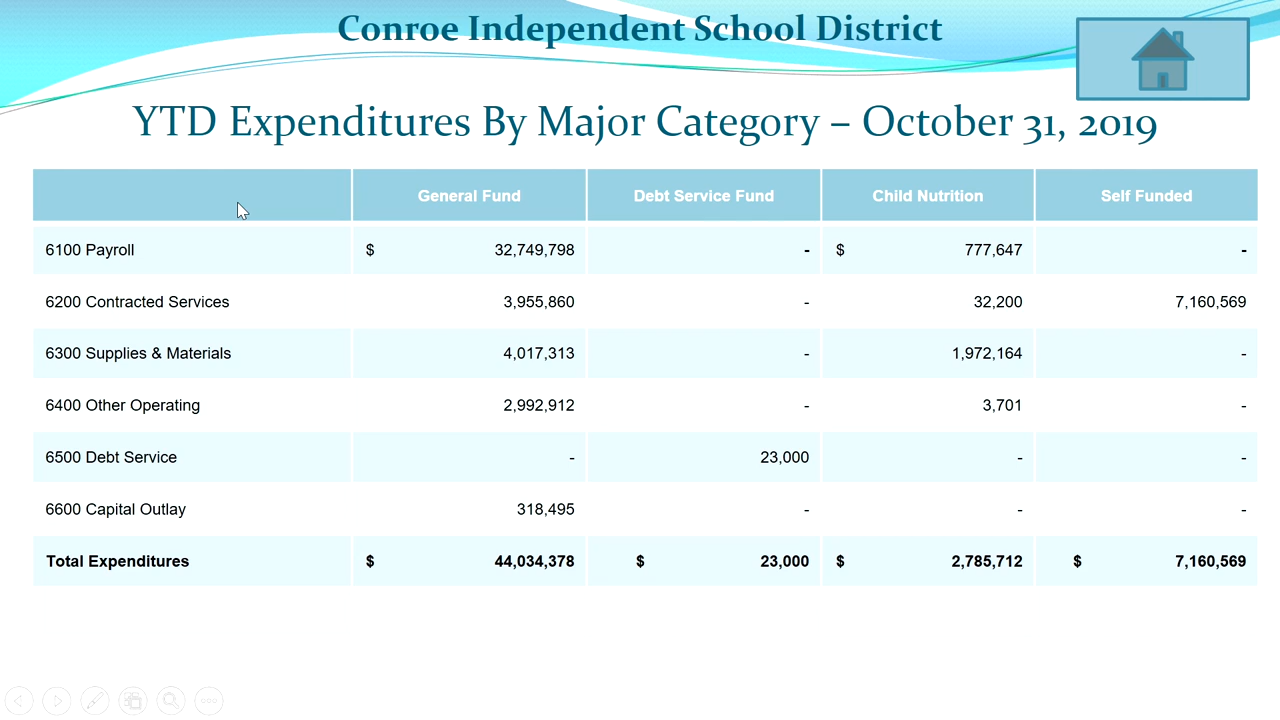 Conroe Independent School District
YTD Expenditures By Major Category – October 31, 2019
General Fund Debt Service Fund Child Nutrition Self Funded
6100 Payroll $ 32,749,798 - $ 777,647 -
6200 Contracted Services 3,955,860 - 32,200 7,160,569
6300 Supplies & Materials 4,017,313 - 1,972,164 -
6400 Other Operating 2,992,912 - 3,701 -
6500 Debt Service - 23,000 - -
6600 Capital Outlay 318,495 - - -
Total Expenditures $ 44,034,378 $ 23,000 $ 2,785,712 $ 7,160,569